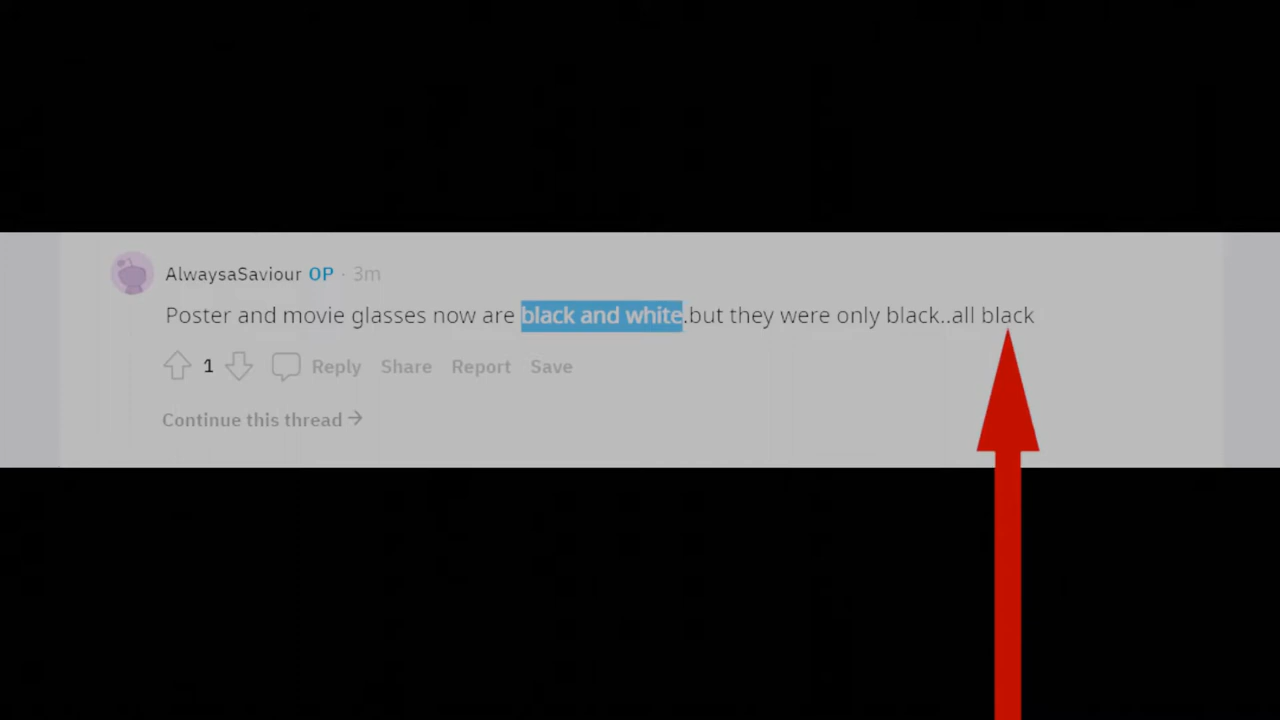 AlwaysaSaviour OP · 3m
Poster and movie glasses now are black and white.but they were only black..all black
1 Reply Share Report Save
Continue this thread →